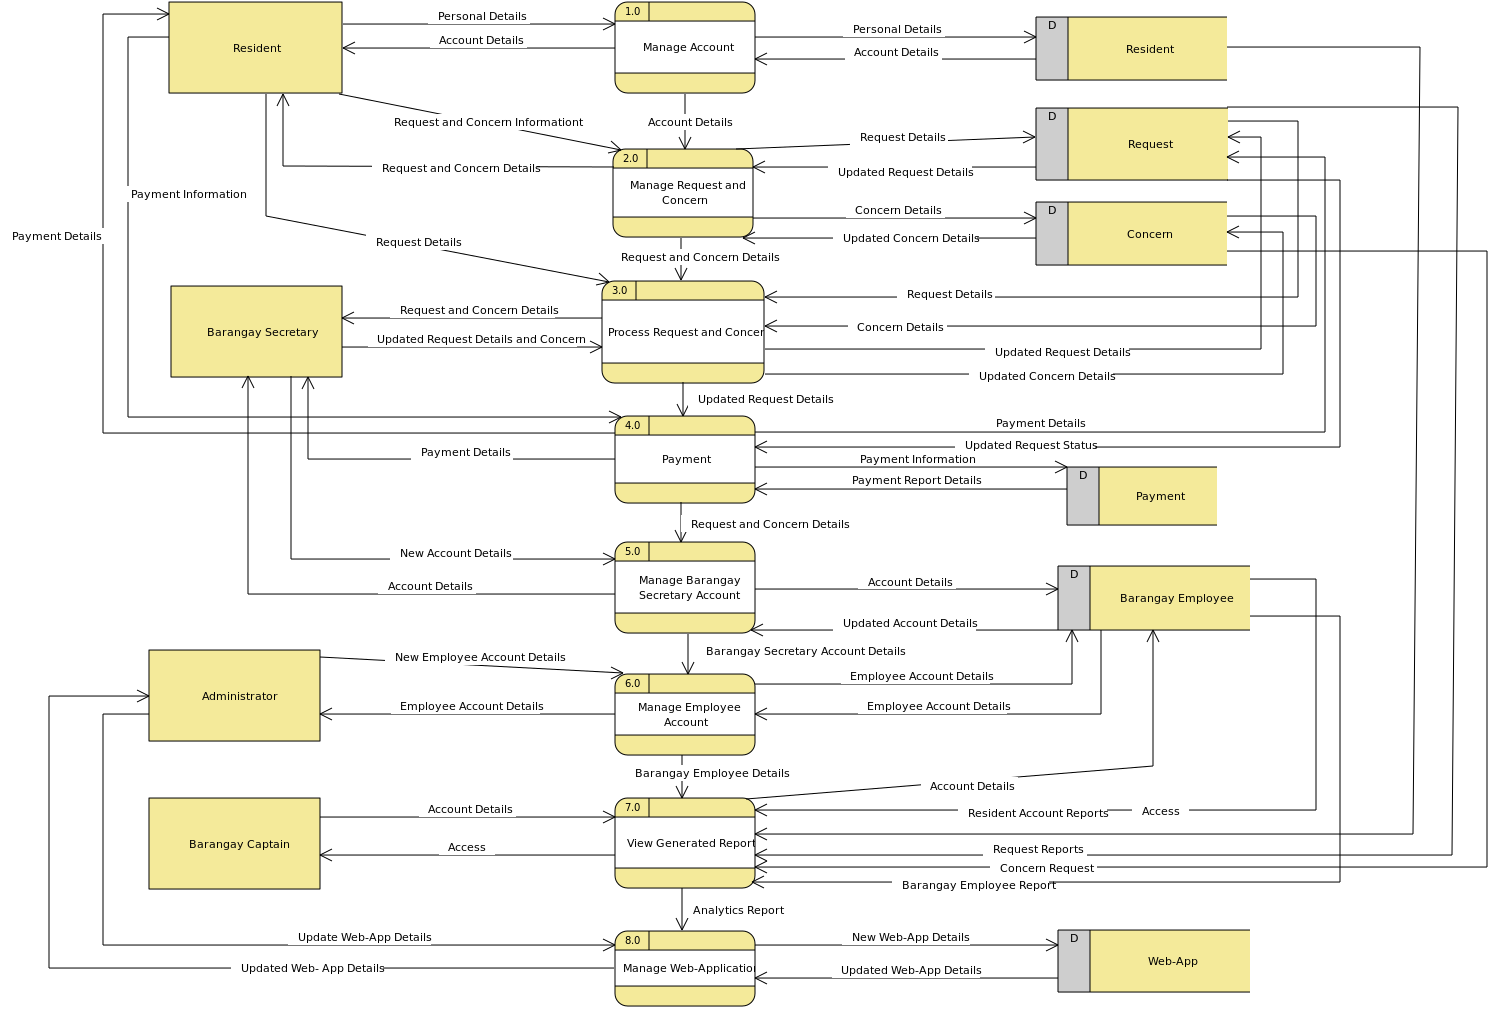 Personal Details
1.0
Resident
Account Details
Manage Account
Personal Details
Account Details
D
Resident
Request and Concern Informationt
Account Details
Request Details
D
Request
2.0
Request and Concern Details
Updated Request Details
Manage Request and
Concern
Payment Information
Payment Details
Concern Details
Updated Concern Details
D
Concern
Request Details
Request and Concern Details
3.0
Request Details
Barangay Secretary
Request and Concern Details
Updated Request Details and Concern
Process Request and Concer
Concern Details
Updated Request Details
Updated Concern Details
Updated Request Details
4.0
Payment Details
Updated Request Status
Payment Details
Payment
Payment Information
Payment Report Details
D
Payment
Request and Concern Details
5.0
New Account Details
Account Details
Manage Barangay
Secretary Account
Account Details
Updated Account Details
D
Barangay Employee
Barangay Secretary Account Details
New Employee Account Details
6.0
Employee Account Details
Administrator
Employee Account Details
Manage Employee
Account
Employee Account Details
Barangay Employee Details
Account Details
7.0
Account Details
Resident Account Reports
Access
Barangay Captain
Access
View Generated Report
Request Reports
Concern Request
Barangay Employee Report
Analytics Report
Update Web-App Details
8.0
New Web-App Details
D
Web-App
Updated Web- App Details
Manage Web-Application
Updated Web-App Details